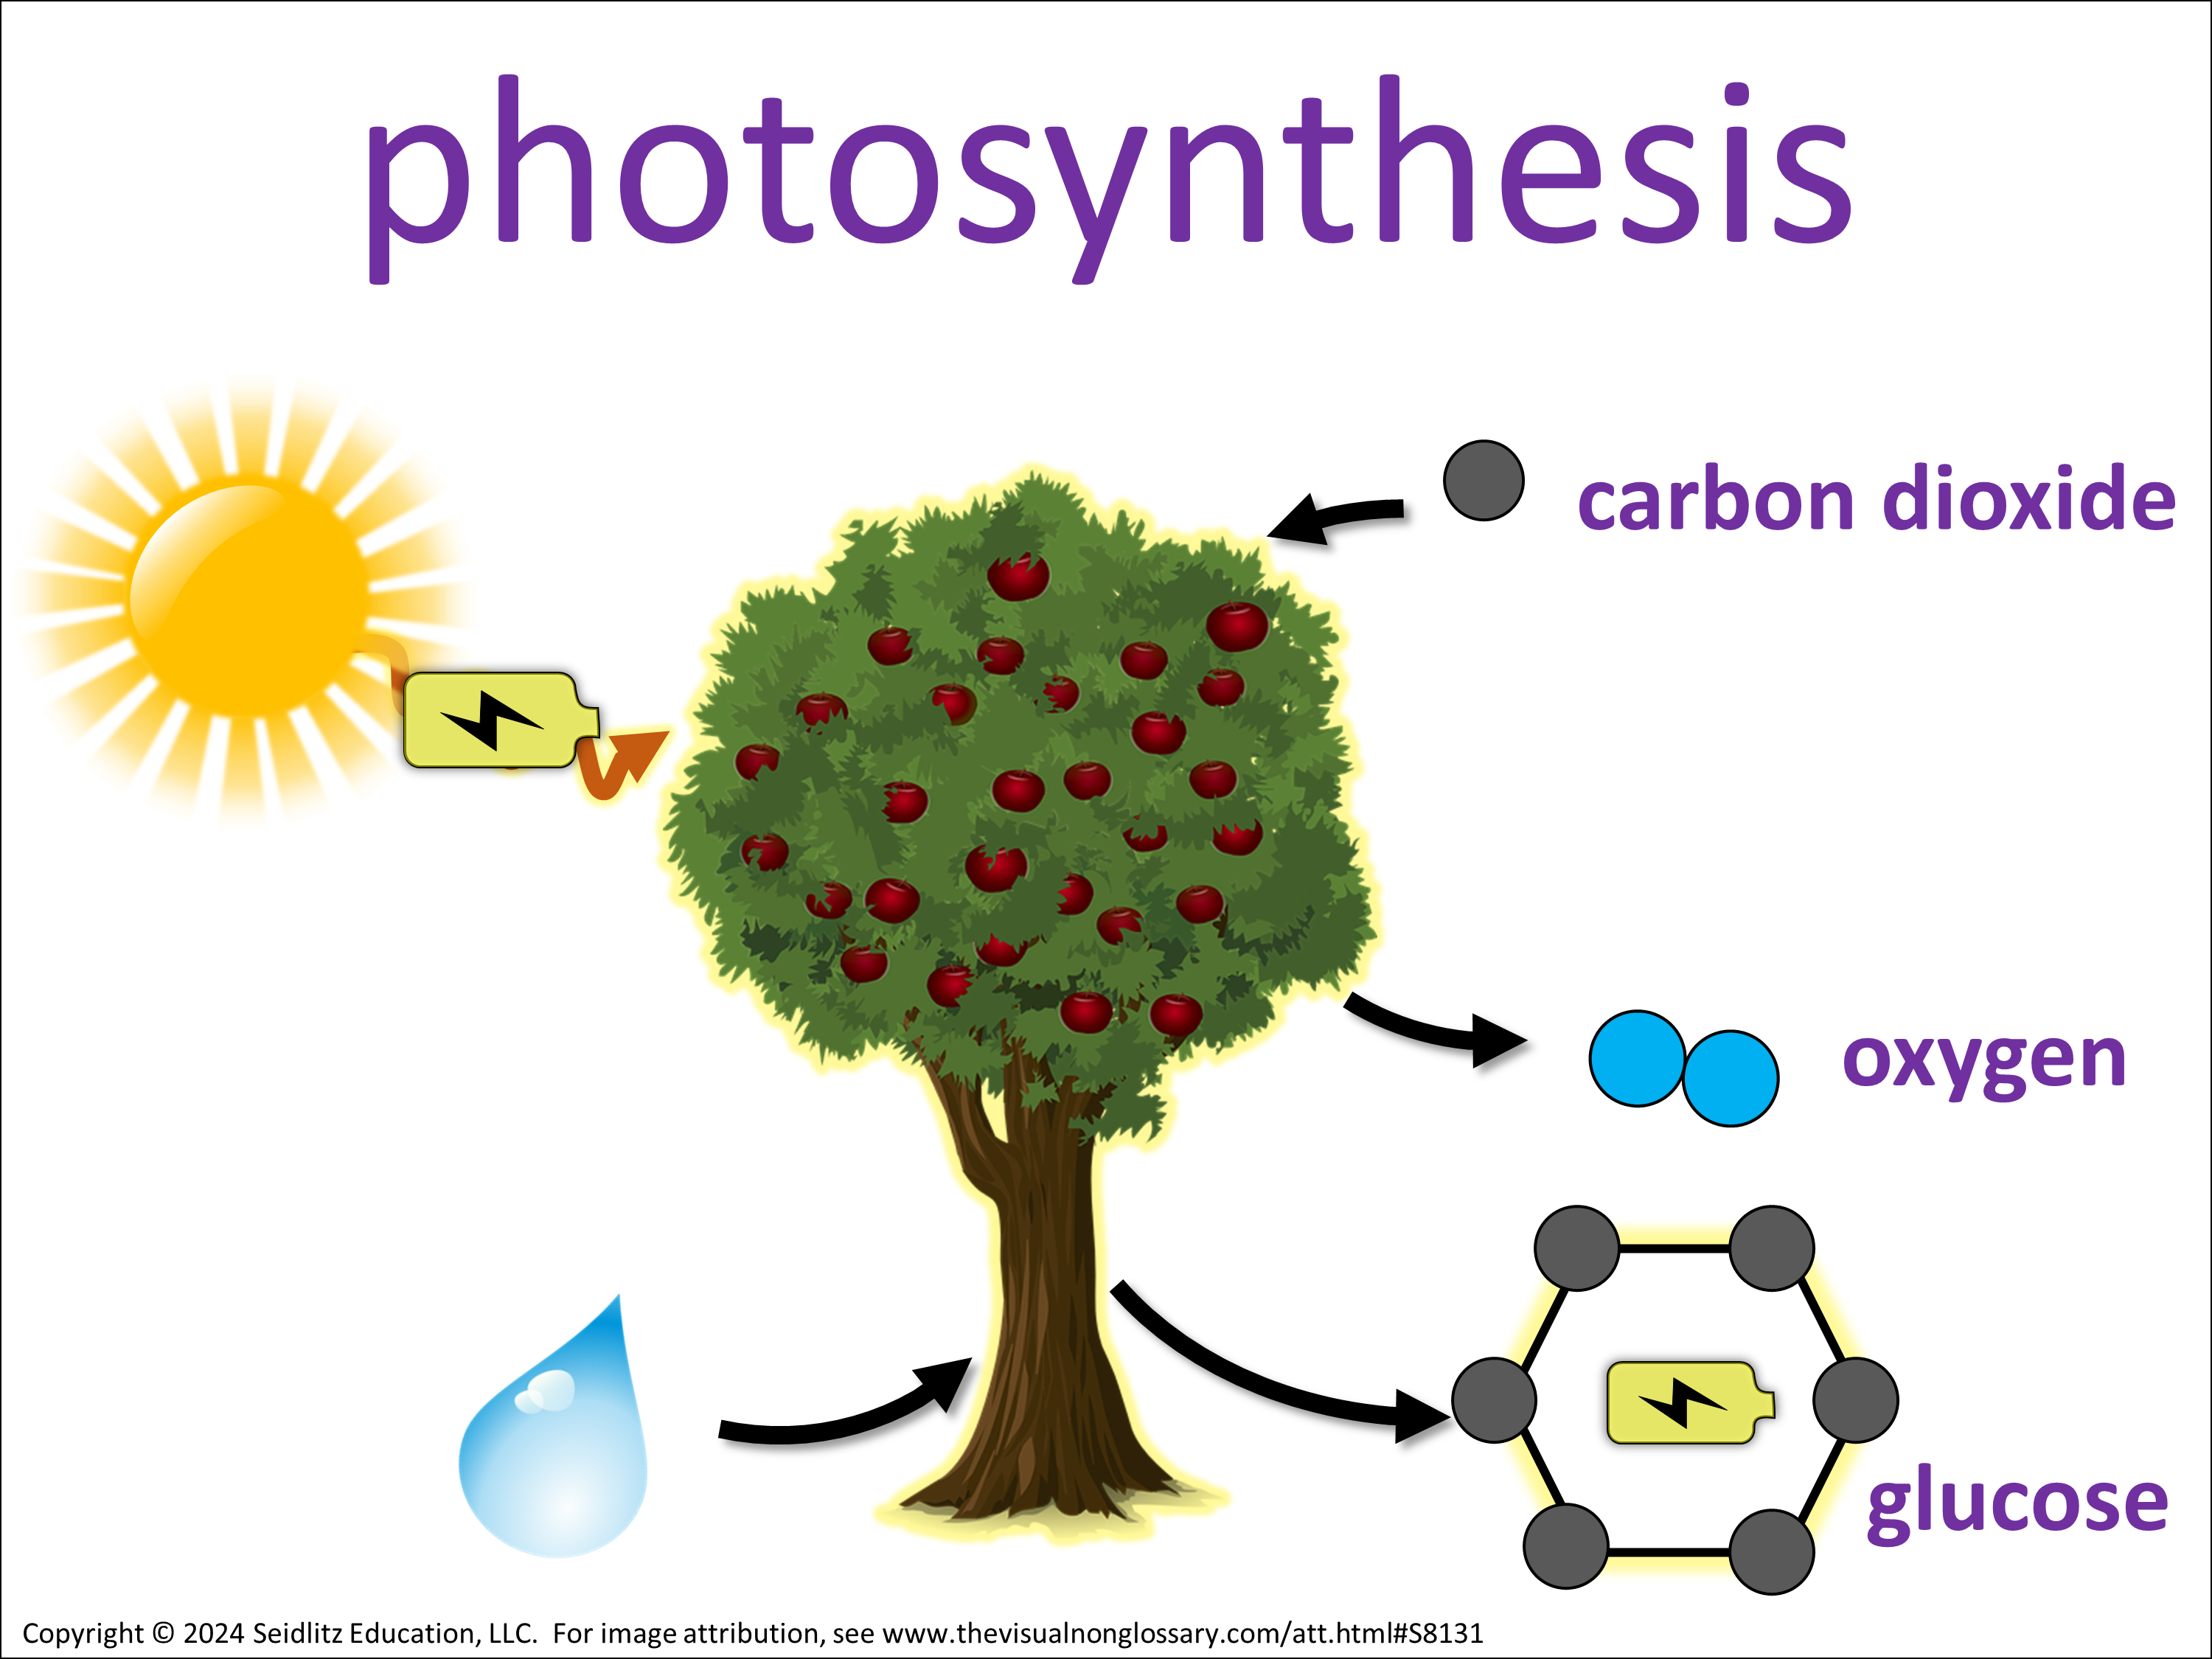 photosynthesis
carbon dioxide
oxygen
glucose
Copyright © 2024 Seidlitz Education, LLC.  For image attribution, see www.thevisualnonglossary.com/att.html#S8131